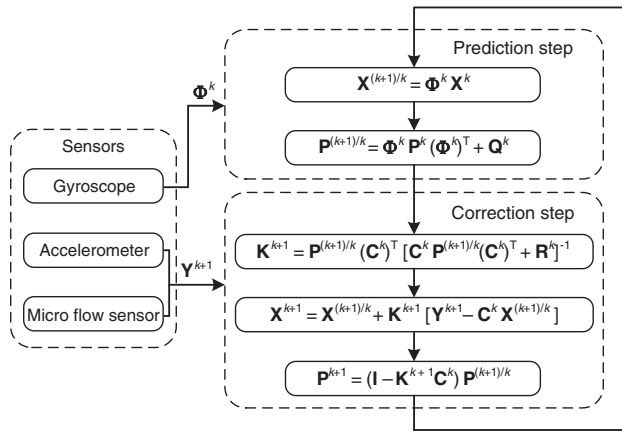 Prediction step
𝐗^{(k+1)/k} = 𝚽^k 𝐗^k
𝚽^k
𝐏^{(k+1)/k} = 𝚽^k 𝐏^k (𝚽^k)^T + 𝐐^k
Sensors
Gyroscope
Accelerometer
Micro flow sensor
𝐘^{k+1}
Correction step
𝐊^{k+1} = 𝐏^{(k+1)/k} (𝐂^k)^T [𝐂^k 𝐏^{(k+1)/k} (𝐂^k)^T + 𝐑^k]^{-1}
𝐗^{k+1} = 𝐗^{(k+1)/k} + 𝐊^{k+1} [𝐘^{k+1} – 𝐂^k 𝐗^{(k+1)/k}]
𝐏^{k+1} = (𝐈 – 𝐊^{k+1} 𝐂^k) 𝐏^{(k+1)/k}